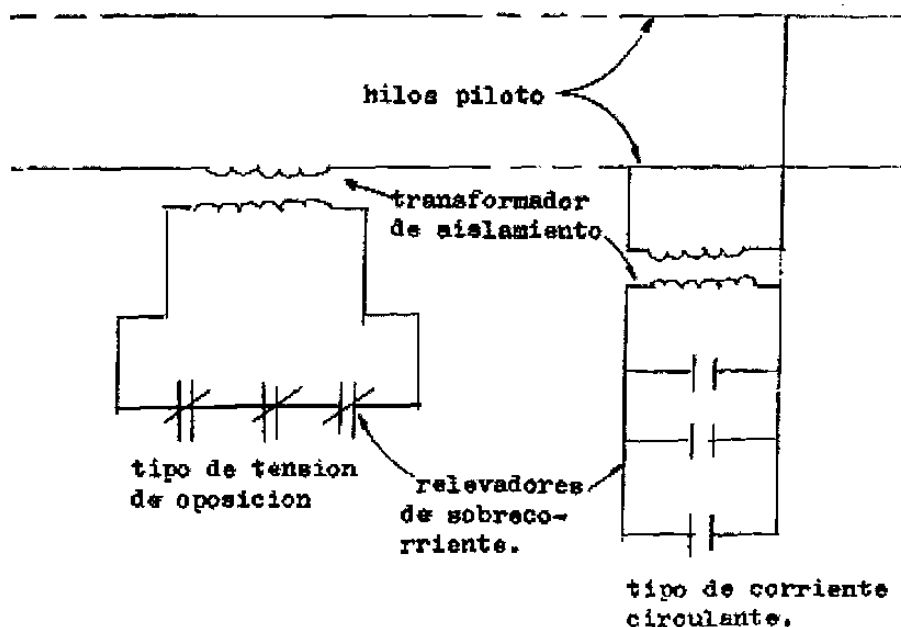 hilos piloto
transformador
de aislamiento
tipo de tension
de oposicion
relevadores
de sobreco-
rriente.
tipo de corriente
circulante.